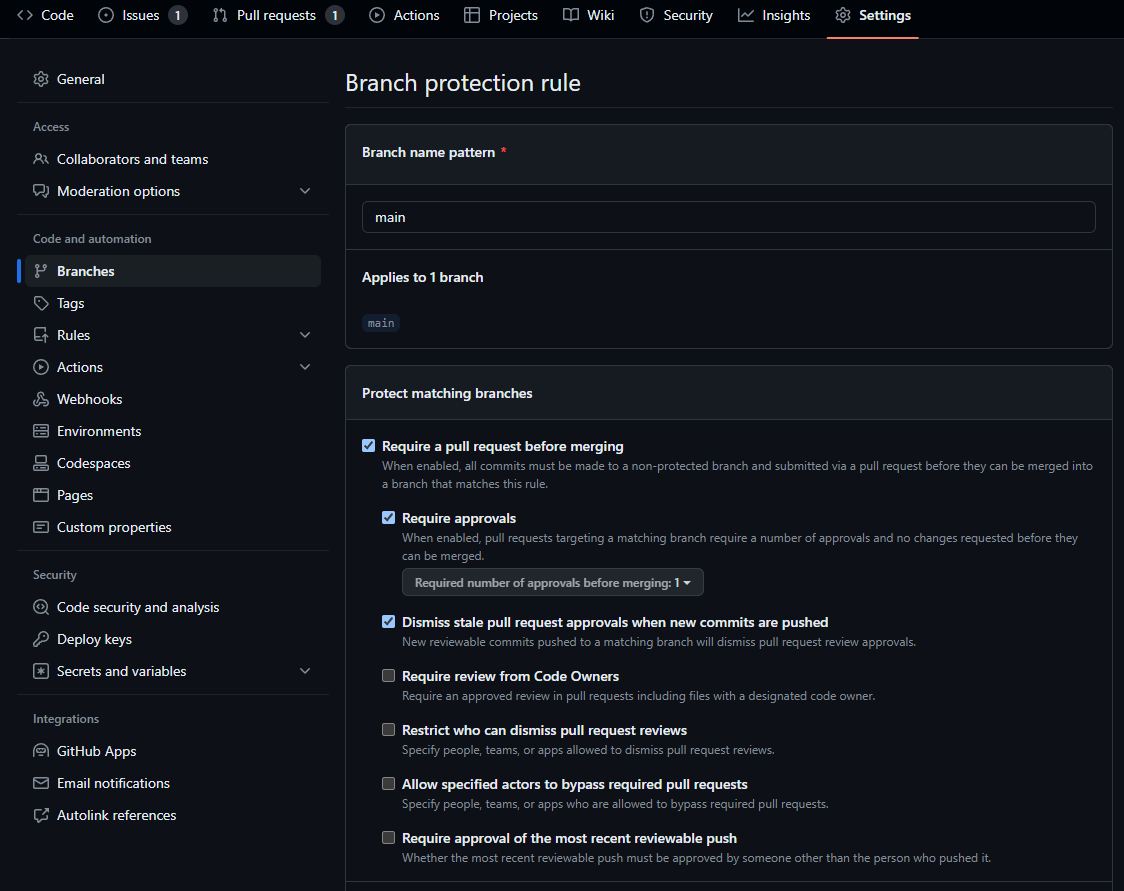 Code Issues 1 Pull requests 1 Actions Projects Wiki Security Insights Settings
General
Access
Collaborators and teams
Moderation options
Code and automation
Branches
Tags
Rules
Actions
Webhooks
Environments
Codespaces
Pages
Custom properties
Security
Code security and analysis
Deploy keys
Secrets and variables
Integrations
GitHub Apps
Email notifications
Autolink references
Branch protection rule
Branch name pattern *
main
Applies to 1 branch
main
Protect matching branches
Require a pull request before merging
When enabled, all commits must be made to a non-protected branch and submitted via a pull request before they can be merged into
a branch that matches this rule.
Require approvals
When enabled, pull requests targeting a matching branch require a number of approvals and no changes requested before they
can be merged.
Required number of approvals before merging: 1
Dismiss stale pull request approvals when new commits are pushed
New reviewable commits pushed to a matching branch will dismiss pull request review approvals.
Require review from Code Owners
Require an approved review in pull requests including files with a designated code owner.
Restrict who can dismiss pull request reviews
Specify people, teams, or apps allowed to dismiss pull request reviews.
Allow specified actors to bypass required pull requests
Specify people, teams, or apps who are allowed to bypass required pull requests.
Require approval of the most recent reviewable push
Whether the most recent reviewable push must be approved by someone other than the person who pushed it.